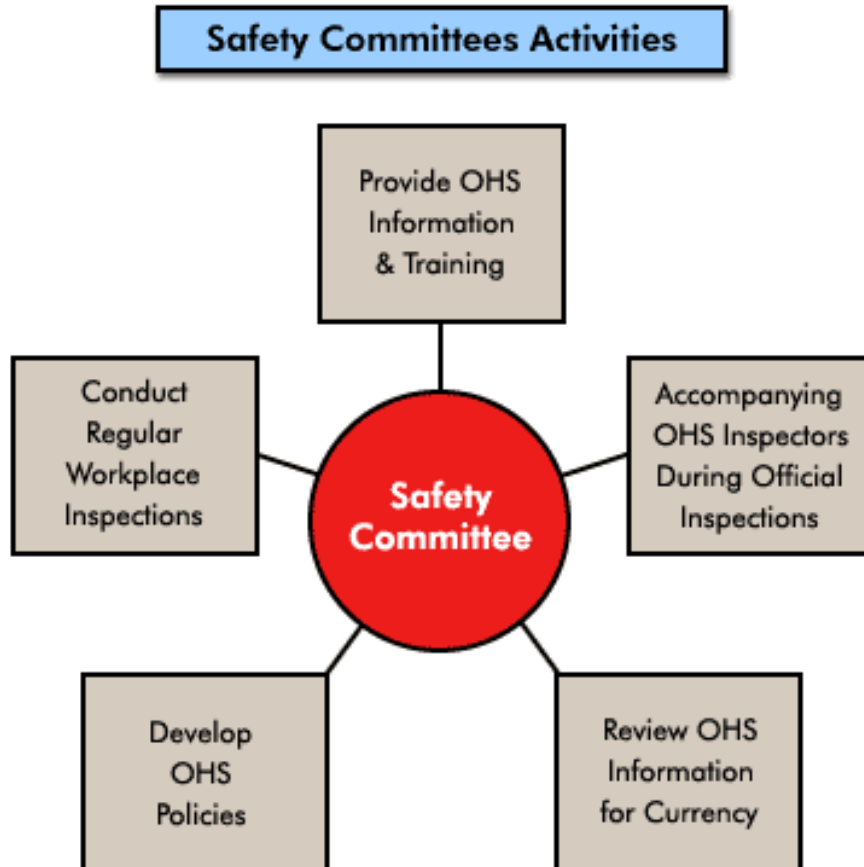 Safety Committees Activities
Provide OHS
Information
& Training
Conduct
Regular
Workplace
Inspections
Safety
Committee
Accompanying
OHS Inspectors
During Official
Inspections
Develop
OHS
Policies
Review OHS
Information
for Currency